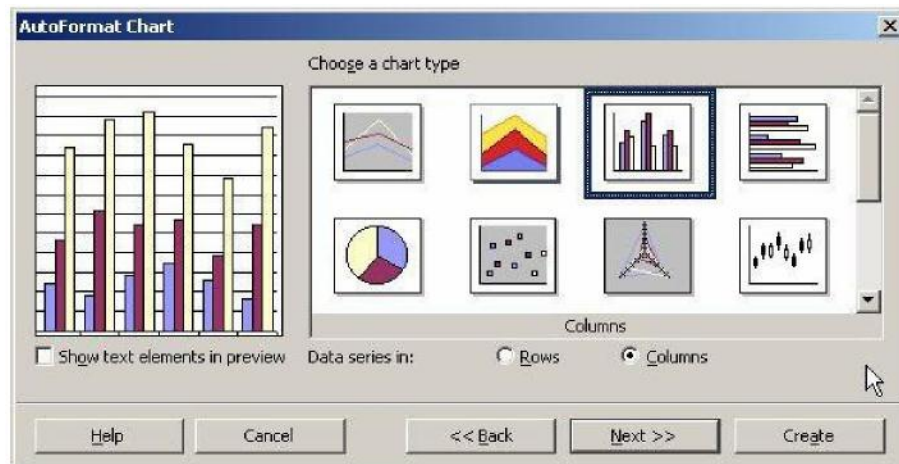 AutoFormat Chart
Choose a chart type
Columns
Show text elements in preview
Data series in:
Rows
Columns
Help
Cancel
<< Back
Next >>
Create